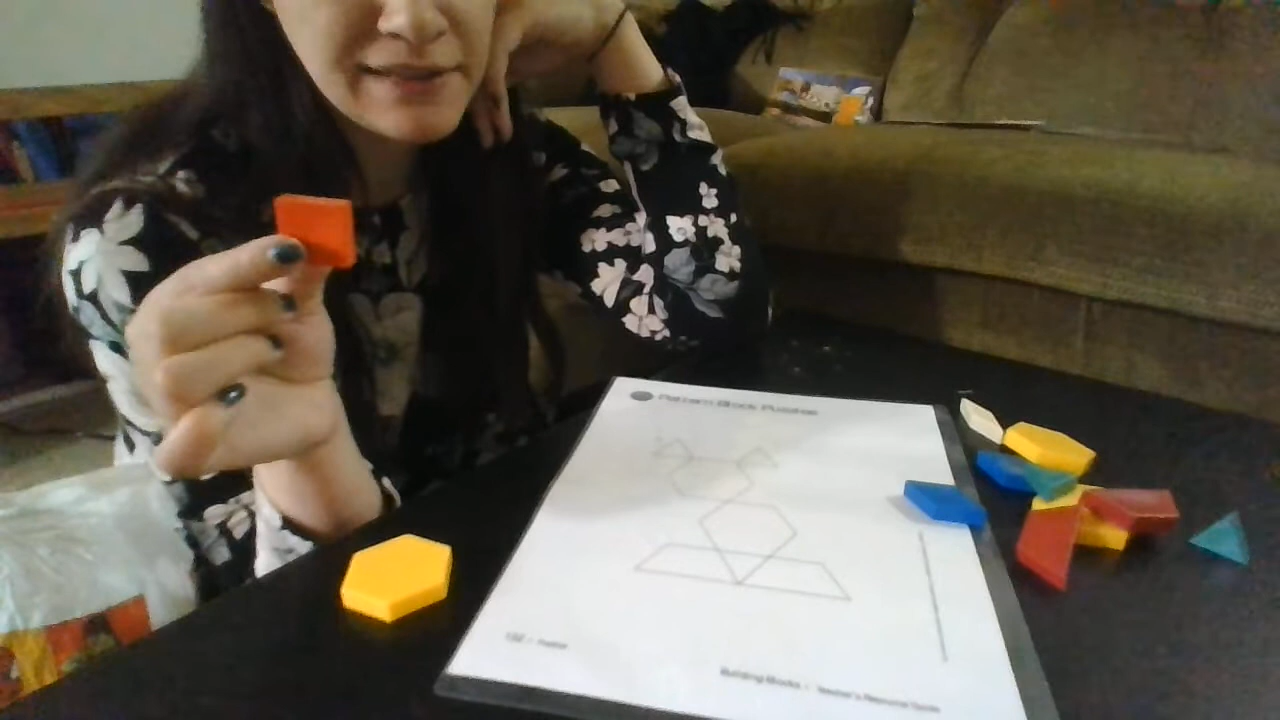 Pattern Block Puzzles
Building Blocks
Teacher's Resource Guide